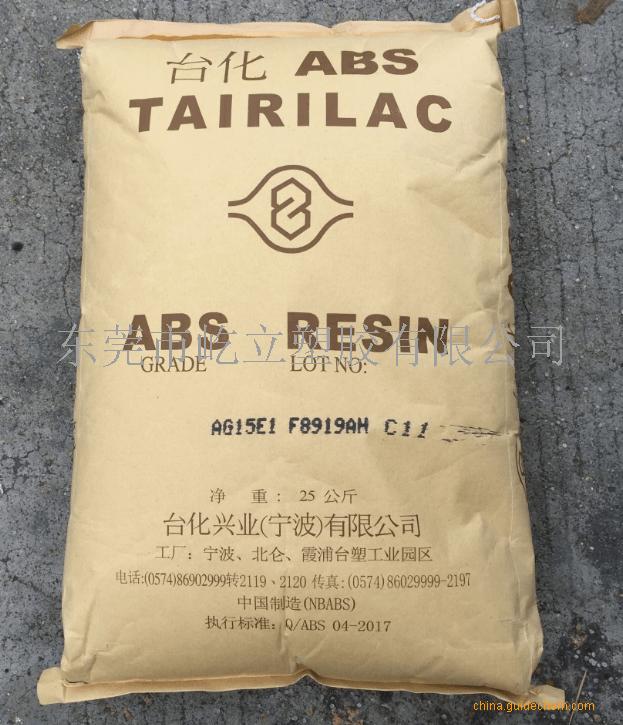 台化 ABS
TAIRILAC
ABS RESIN
东莞市屹立塑胶有限公司
GRADE LOT NO:
AG15E1 F8919AH C11
净 重: 25 公斤
台化兴业(宁波)有限公司
工厂: 宁波、北仑、霞浦台塑工业园区
电话:(0574)86902999转2119、2120 传真:(0574)86029999-2197
中国制造(NBABS)
执行标准: Q/ABS 04-2017
china.guidechem.com